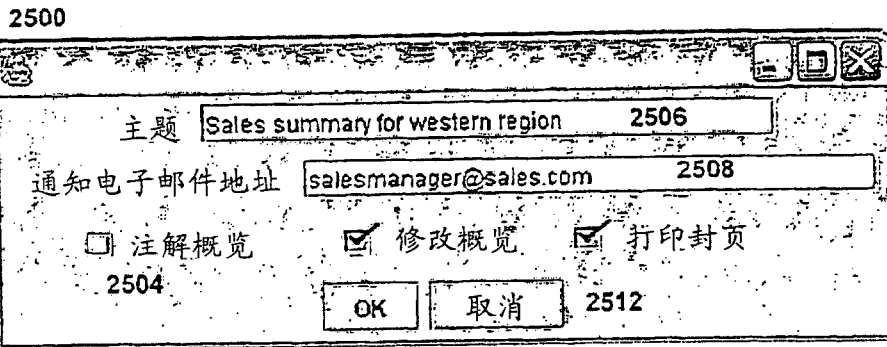 2500
主题 Sales summary for western region 2506
通知电子邮件地址 salesmanager@sales.com 2508
注解概览 修改概览 打印封页
2504
OK 取消 2512